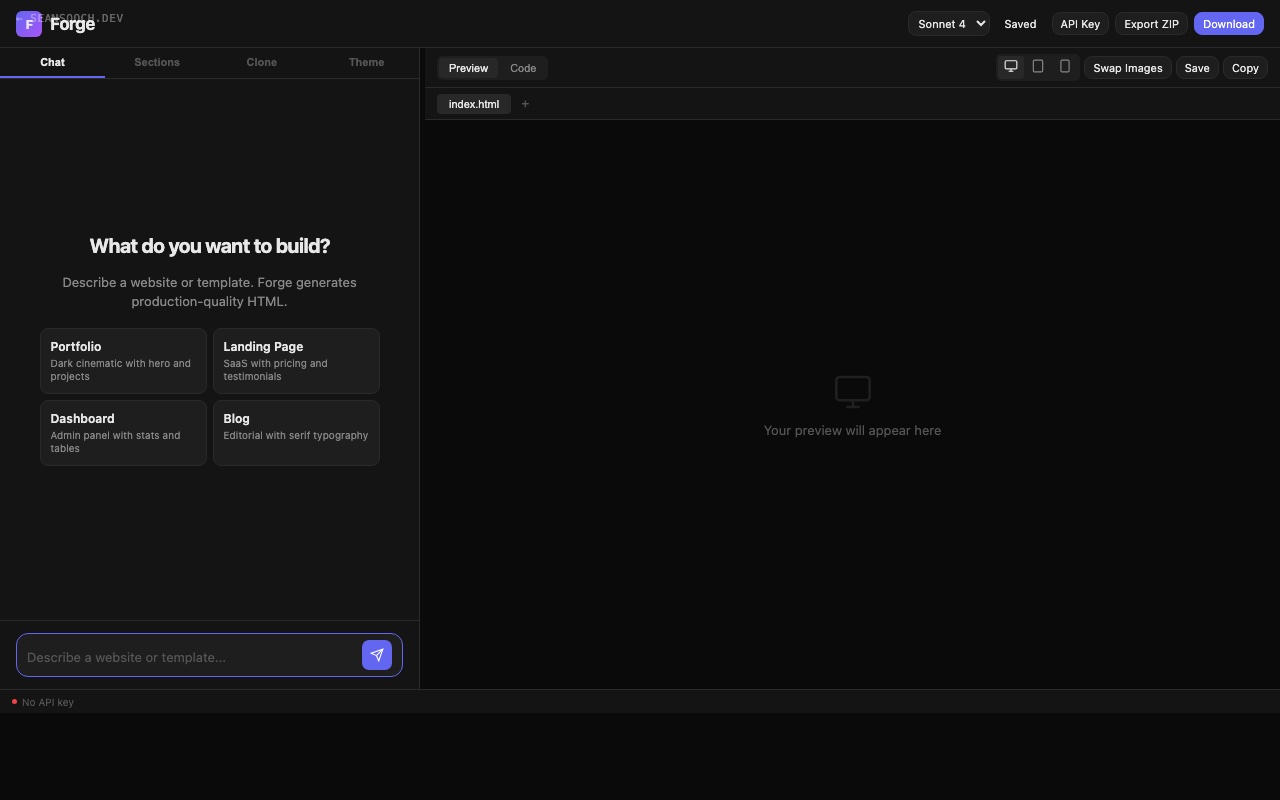 ← SEANSOOCH.DEV
F
Forge
Sonnet 4
Saved
API Key
Export ZIP
Download
Chat
Sections
Clone
Theme
Preview
Code
Swap Images
Save
Copy
index.html
+
What do you want to build?
Describe a website or template. Forge generates
production-quality HTML.
Portfolio
Dark cinematic with hero and
projects
Landing Page
SaaS with pricing and
testimonials
Dashboard
Admin panel with stats and
tables
Blog
Editorial with serif typography
Your preview will appear here
Describe a website or template...
No API key